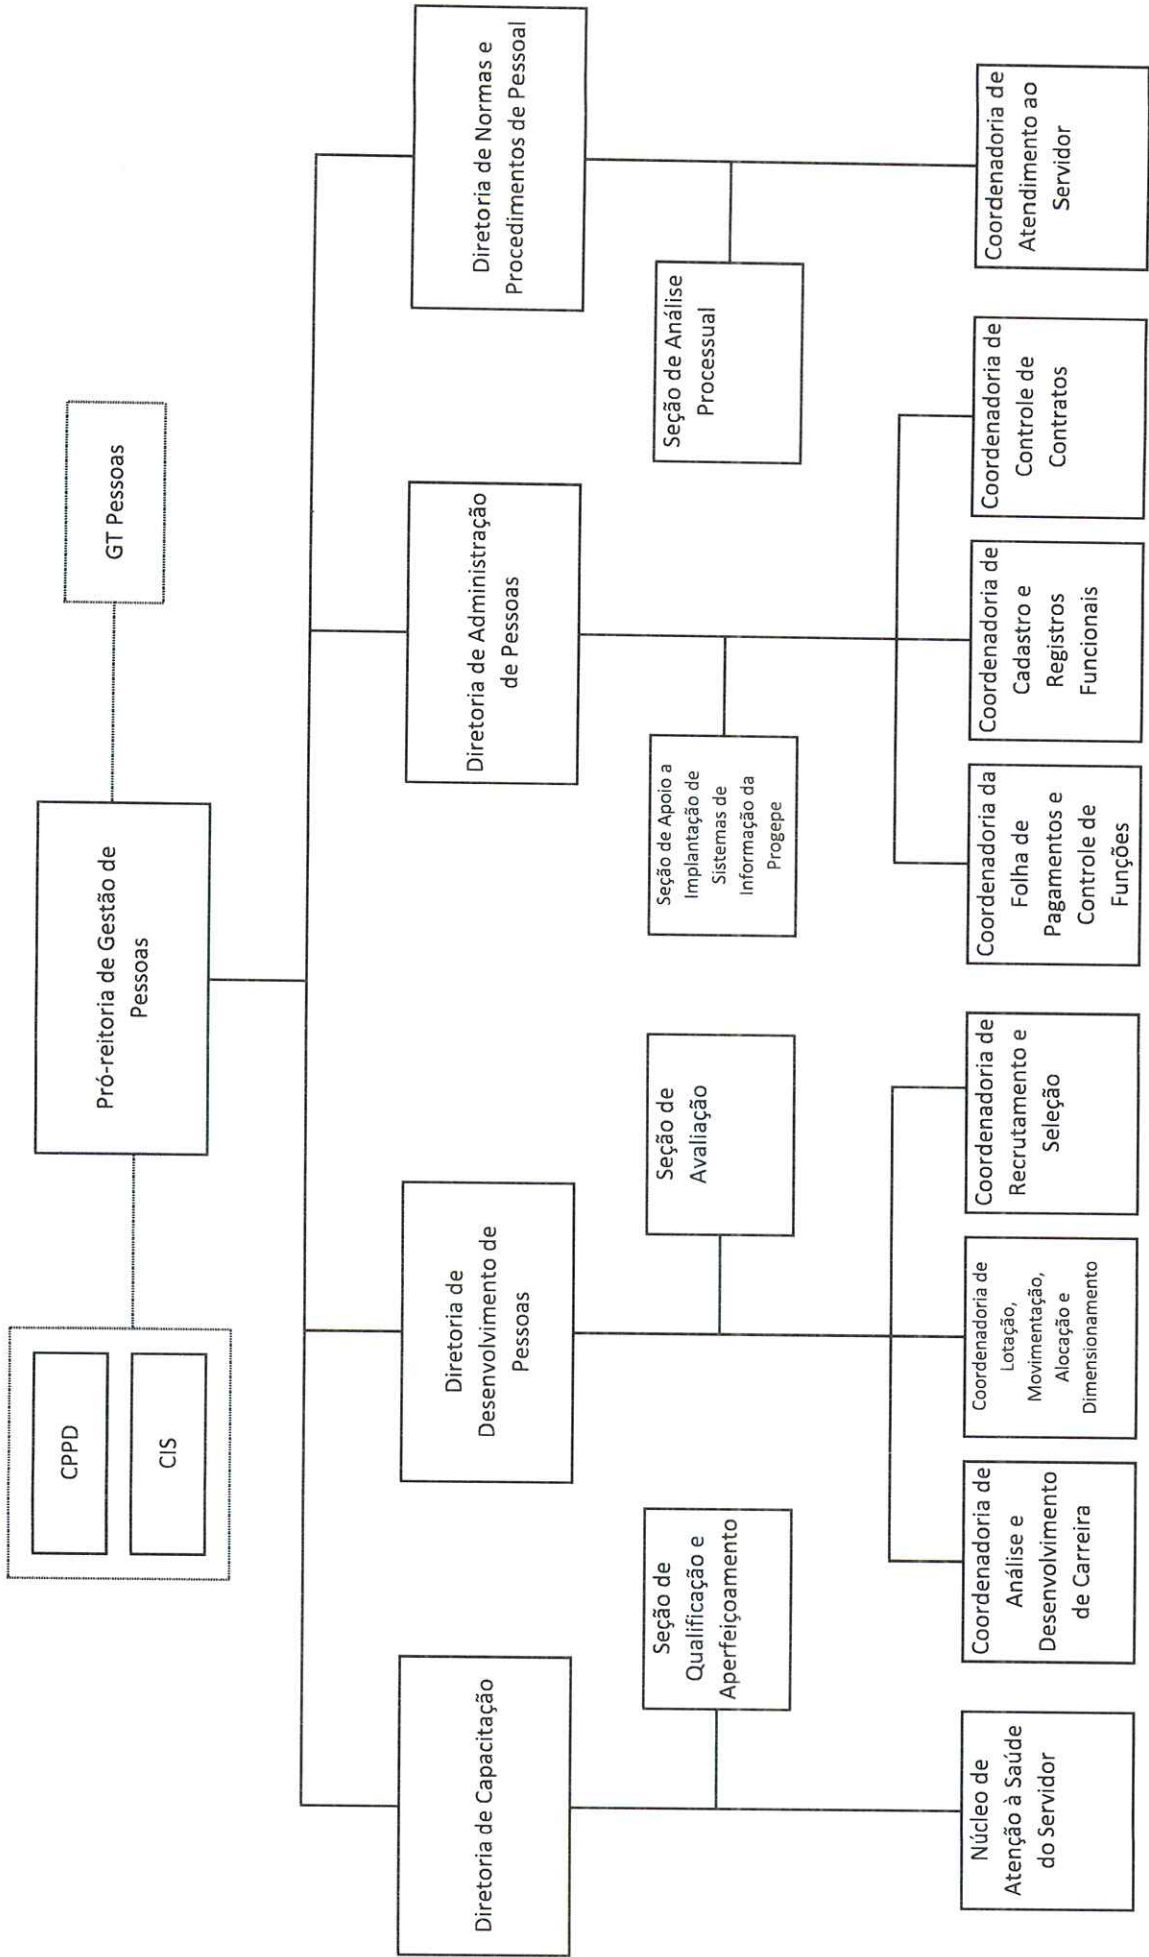 CPPD
CIS
Pró-reitoria de Gestão de
Pessoas
GT Pessoas
Diretoria de Capacitação
Diretoria de
Desenvolvimento de
Pessoas
Diretoria de Administração
de Pessoas
Diretoria de Normas e
Procedimentos de Pessoal
Seção de
Qualificação e
Aperfeiçoamento
Seção de
Avaliação
Seção de Apoio a
Implantação de
Sistemas de
Informação da
Progepe
Seção de Análise
Processual
Núcleo de
Atenção à Saúde
do Servidor
Coordenadoria de
Análise e
Desenvolvimento
de Carreira
Coordenadoria de
Lotação,
Movimentação,
Alocação e
Dimensionamento
Coordenadoria de
Recrutamento e
Seleção
Coordenadoria da
Folha de
Pagamentos e
Controle de
Funções
Coordenadoria de
Cadastro e
Registros
Funcionais
Coordenadoria de
Controle de
Contratos
Coordenadoria de
Atendimento ao
Servidor